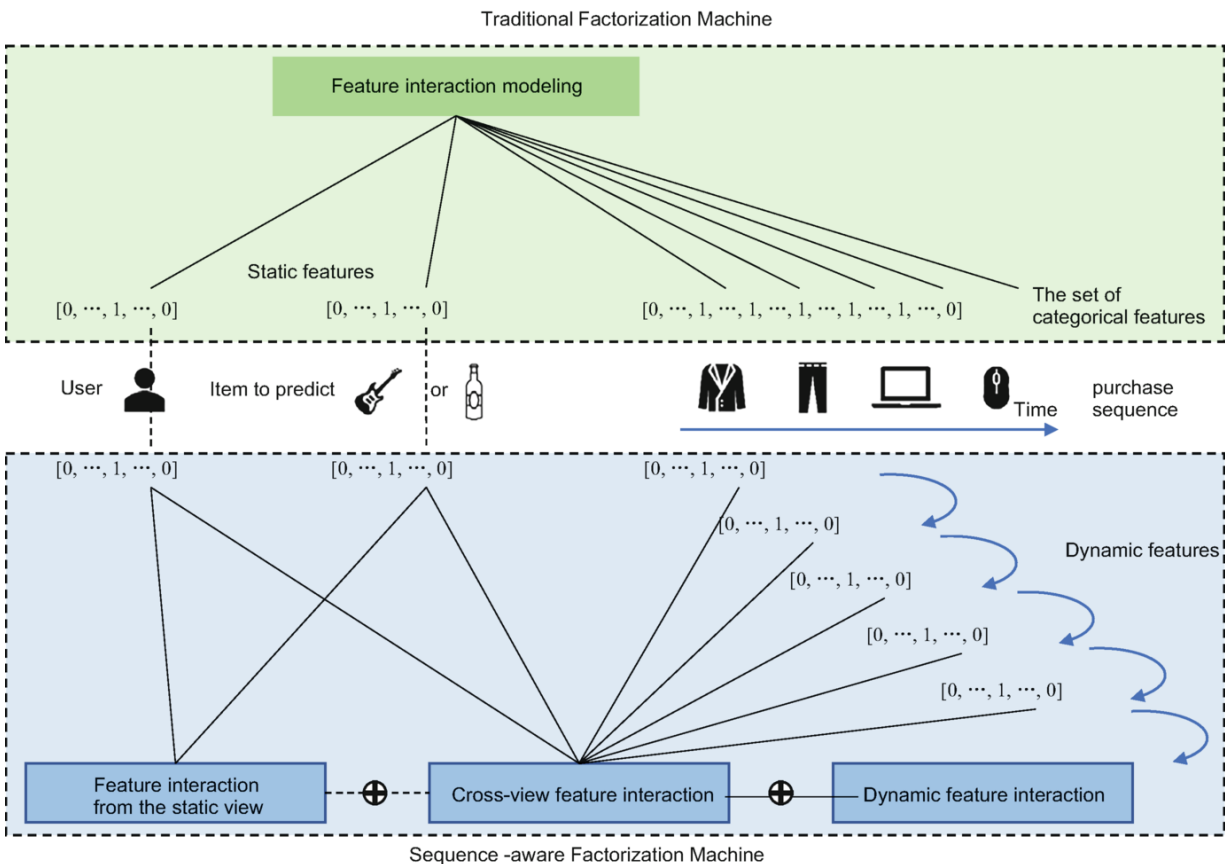 Traditional Factorization Machine
Feature interaction modeling
Static features
[0, ···, 1, ···, 0]
[0, ···, 1, ···, 0]
[0, ···, 1, ···, 1, ···, 1, ···, 1, ···, 1, ···, 0]
The set of
categorical features
User
Item to predict
or
Time
purchase
sequence
[0, ···, 1, ···, 0]
[0, ···, 1, ···, 0]
[0, ···, 1, ···, 0]
[0, ···, 1, ···, 0]
Dynamic features
[0, ···, 1, ···, 0]
[0, ···, 1, ···, 0]
[0, ···, 1, ···, 0]
Feature interaction
from the static view
Cross-view feature interaction
Dynamic feature interaction
Sequence -aware Factorization Machine